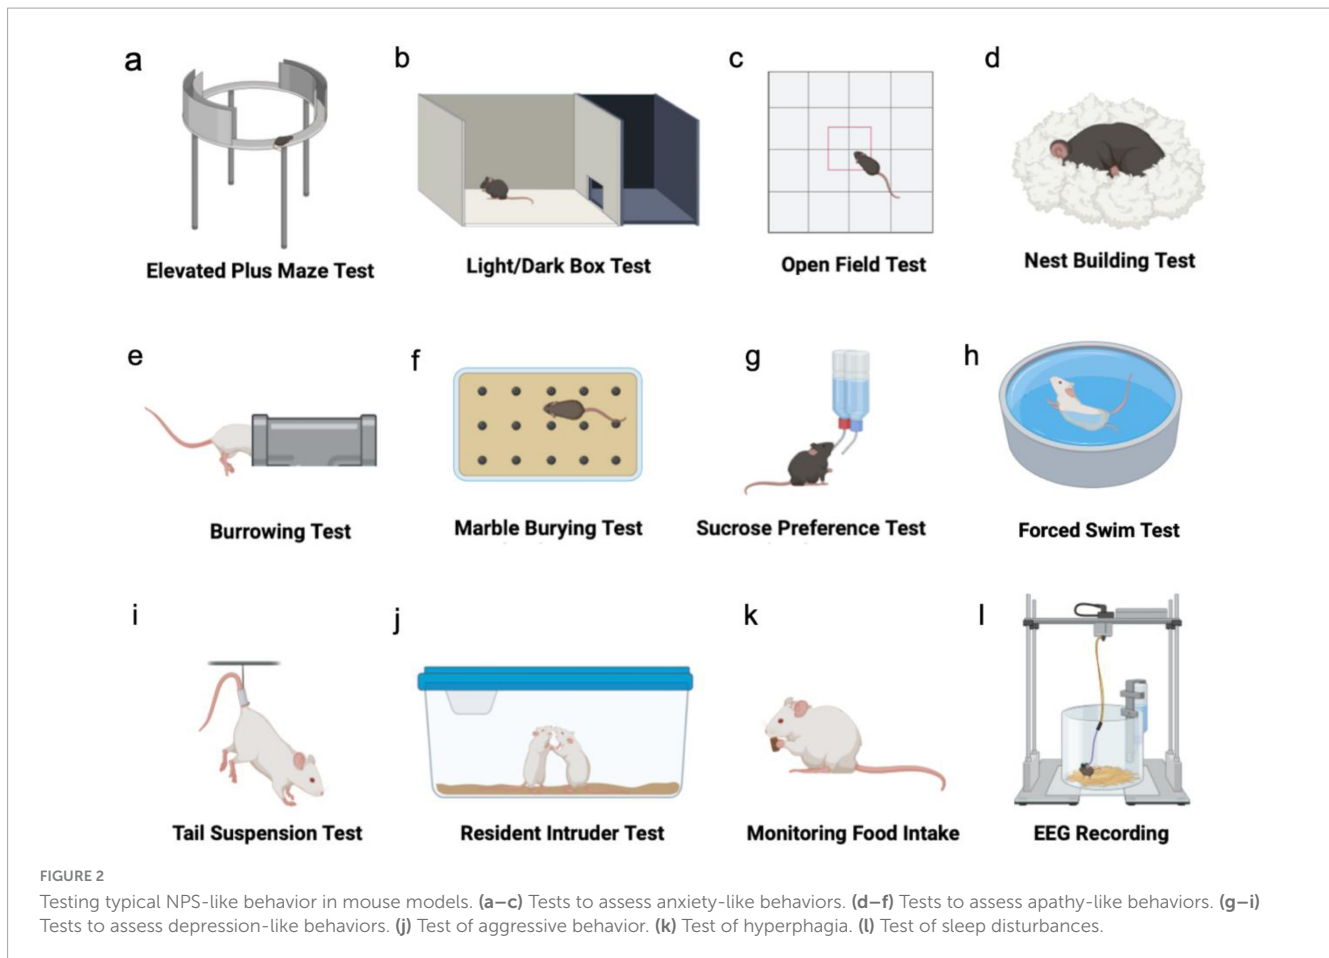 a
b
c
d
Elevated Plus Maze Test
Light/Dark Box Test
Open Field Test
Nest Building Test
e
f
g
h
Burrowing Test
Marble Burying Test
Sucrose Preference Test
Forced Swim Test
i
j
k
l
Tail Suspension Test
Resident Intruder Test
Monitoring Food Intake
EEG Recording
FIGURE 2
Testing typical NPS-like behavior in mouse models. (a–c) Tests to assess anxiety-like behaviors. (d–f) Tests to assess apathy-like behaviors. (g–i)
Tests to assess depression-like behaviors. (j) Test of aggressive behavior. (k) Test of hyperphagia. (l) Test of sleep disturbances.